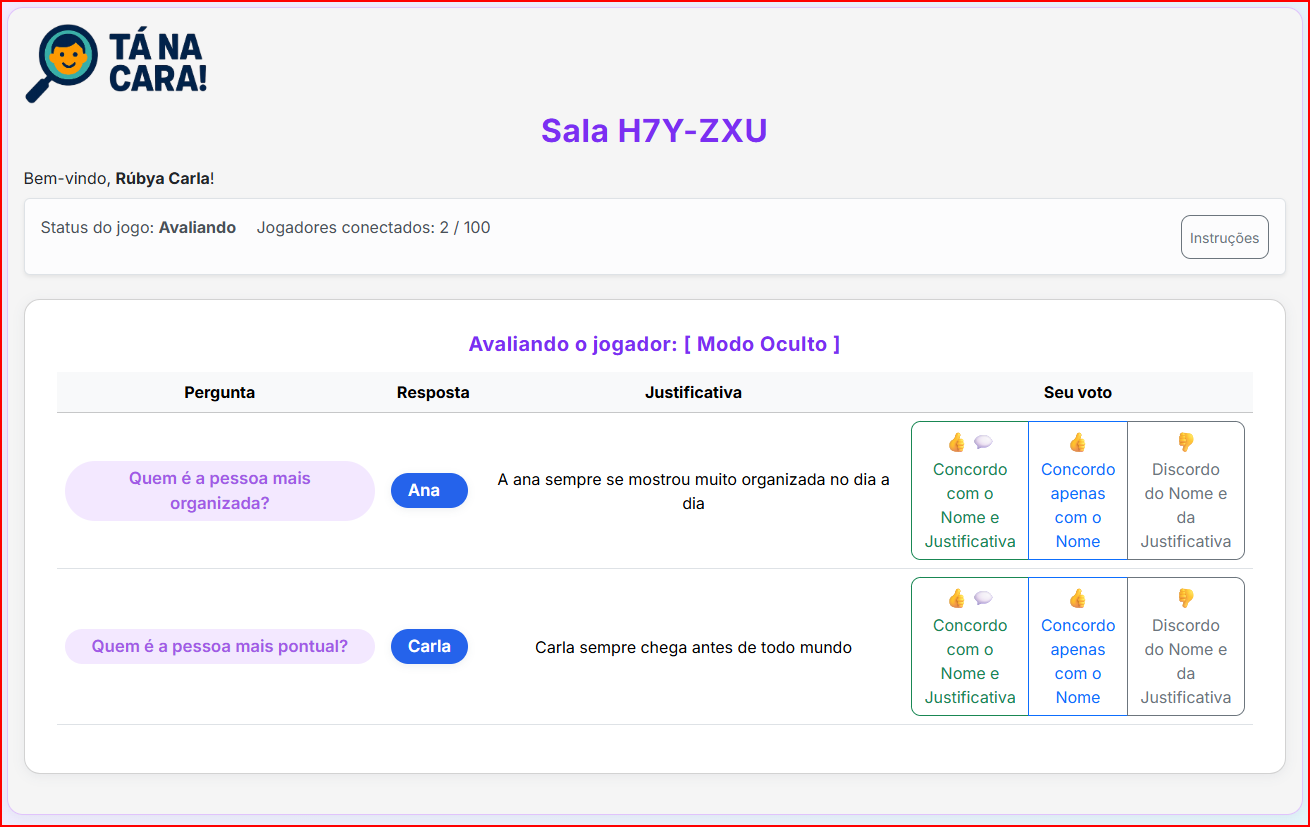 TÁ NA
CARA!
Sala H7Y-ZXU
Bem-vindo, Rúbya Carla!
Status do jogo: Avaliando Jogadores conectados: 2 / 100
Instruções
Avaliando o jogador: [ Modo Oculto ]
Pergunta Resposta Justificativa Seu voto
Quem é a pessoa mais
organizada?
Ana
A ana sempre se mostrou muito organizada no dia a
dia
Concordo
com o
Nome e
Justificativa
Concordo
apenas
com o
Nome
Discordo
do Nome e
da
Justificativa
Quem é a pessoa mais pontual?
Carla
Carla sempre chega antes de todo mundo
Concordo
com o
Nome e
Justificativa
Concordo
apenas
com o
Nome
Discordo
do Nome e
da
Justificativa